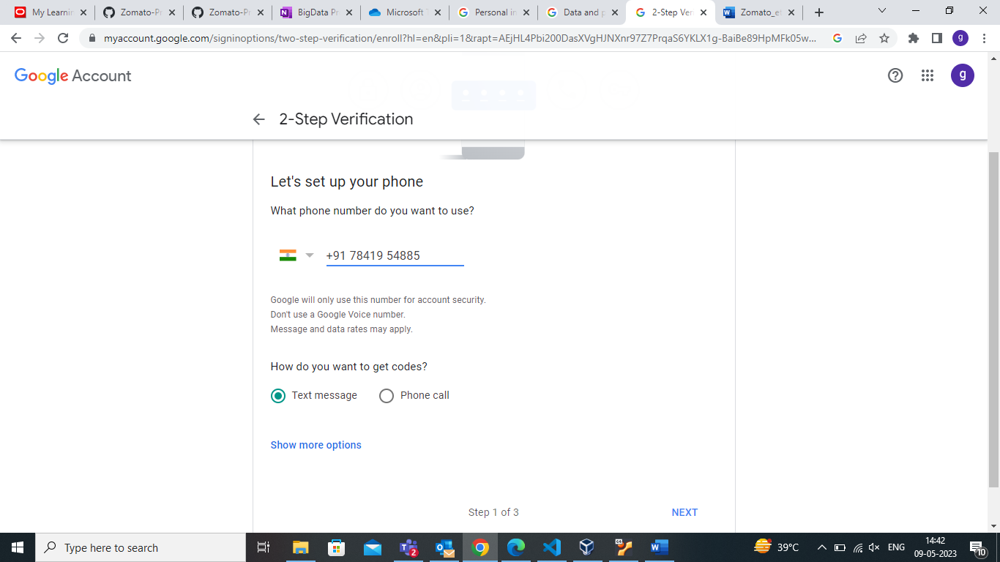 My Learnin
Zomato-Pr
Zomato-Pr
BigData Pr
Microsoft T
Personal in
Data and p
2-Step Veri
Zomato_et
myaccount.google.com/signinoptions/two-step-verification/enroll?hl=en&pli=1&rapt=AEjHL4Pbi200DasXVgHJNXnr97Z7PrqaS6YKLX1g-BaiBe89HpMFk05w...
g
Google Account
g
2-Step Verification
Let's set up your phone
What phone number do you want to use?
+91 78419 54885
Google will only use this number for account security.
Don't use a Google Voice number.
Message and data rates may apply.
How do you want to get codes?
Text message Phone call
Show more options
Step 1 of 3 NEXT
Type here to search
2
39°C
ENG
14:42
09-05-2023
10